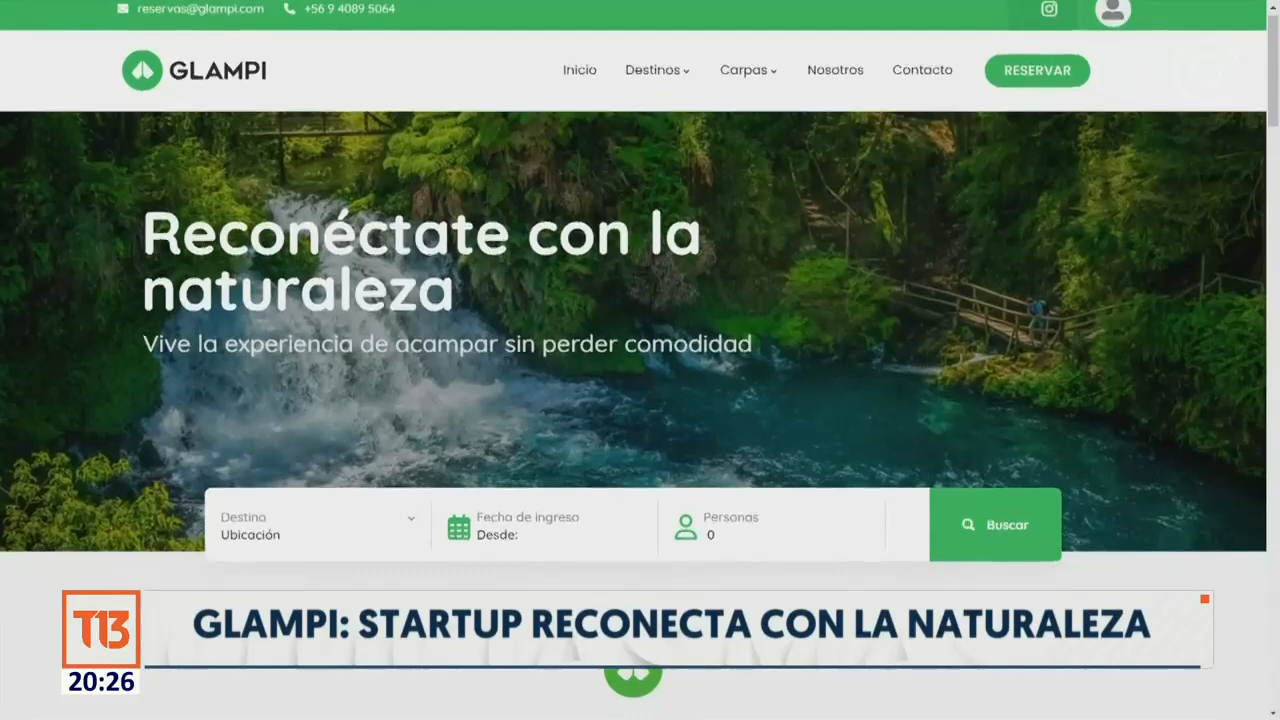 reservas@glampi.com +56 9 4089 5064
GLAMPI
Inicio Destinos Carpas Nosotros Contacto RESERVAR
Reconéctate con la
naturaleza
Vive la experiencia de acampar sin perder comodidad
Destino Fecha de ingreso Personas
Ubicación Desde: 0 Buscar
T13 GLAMPI: STARTUP RECONECTA CON LA NATURALEZA
20:26